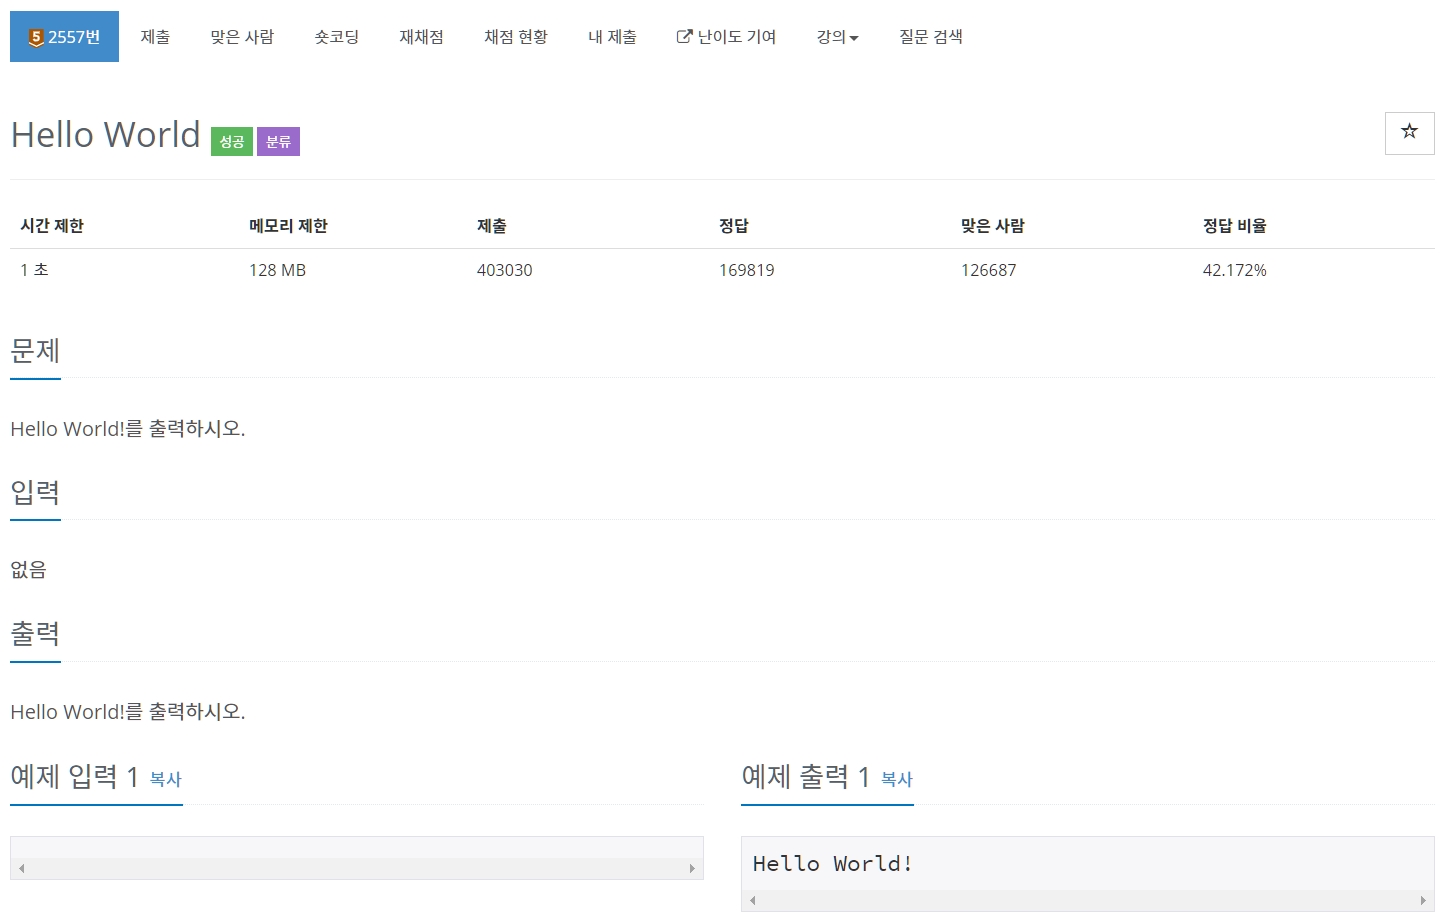 5 2557번 제출 맞은 사람 숏코딩 재채점 채점 현황 내 제출 난이도 기여 강의 질문 검색
Hello World 성공 분류
시간 제한 메모리 제한 제출 정답 맞은 사람 정답 비율
1 초 128 MB 403030 169819 126687 42.172%
문제
Hello World!를 출력하시오.
입력
없음
출력
Hello World!를 출력하시오.
예제 입력 1 복사
예제 출력 1 복사
Hello World!